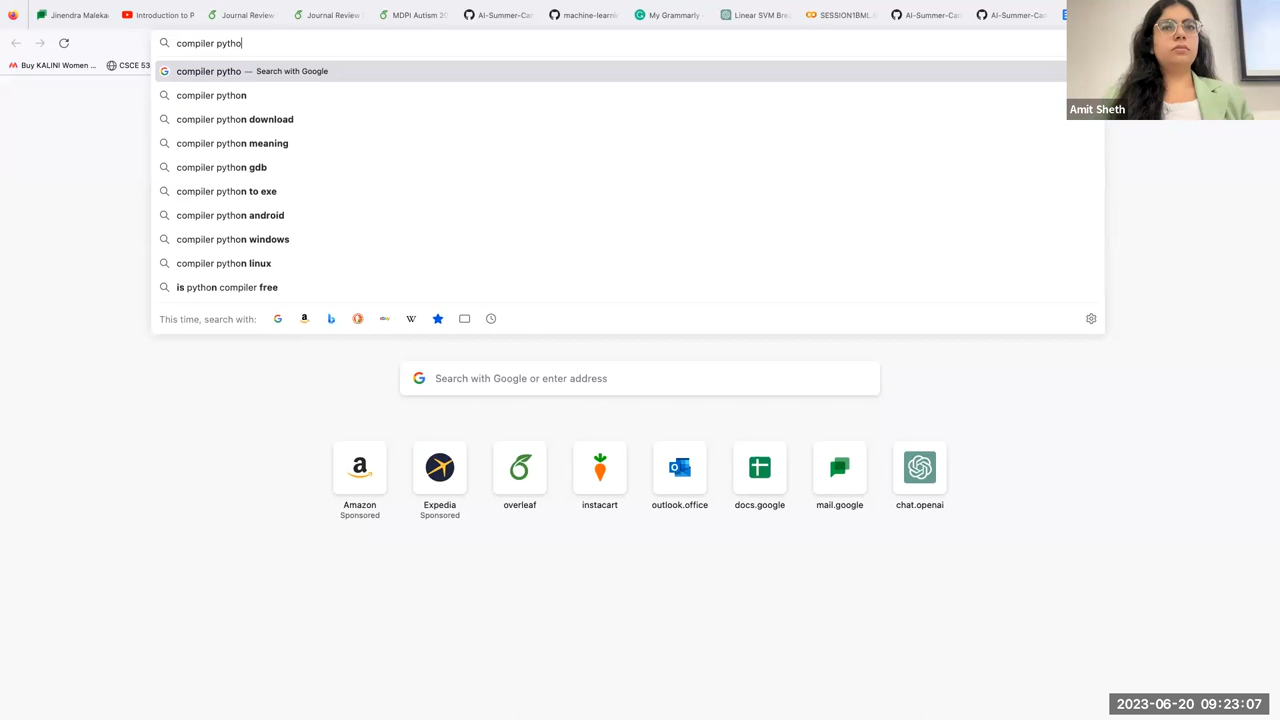 Jinendra Malekar
Introduction to P
Journal Review
Journal Review
MDPI Autism 20
AI-Summer-Cam
machine-learnin
My Grammarly -
Linear SVM Brea
SESSION1BML.i
AI-Summer-Cam
AI-Summer-Cam
compiler pytho
Buy KALINI Women ...
CSCE 53
compiler pytho — Search with Google
compiler python
compiler python download
compiler python meaning
compiler python gdb
compiler python to exe
compiler python android
compiler python windows
compiler python linux
is python compiler free
This time, search with:
Amit Sheth
Search with Google or enter address
Amazon
Sponsored
Expedia
Sponsored
overleaf
instacart
outlook.office
docs.google
mail.google
chat.openai
2023-06-20 09:23:07